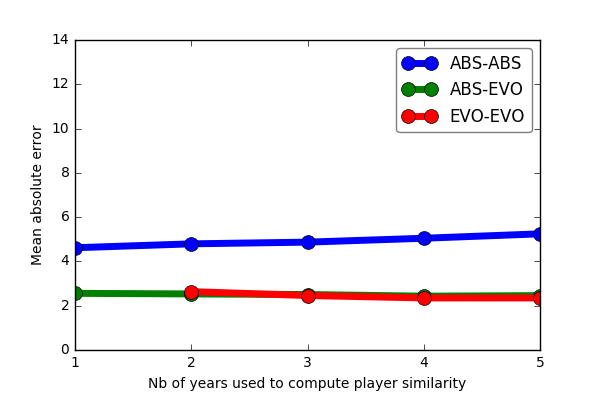 14
12
10
8
6
4
2
0
Mean absolute error
ABS-ABS
ABS-EVO
EVO-EVO
1 2 3 4 5
Nb of years used to compute player similarity